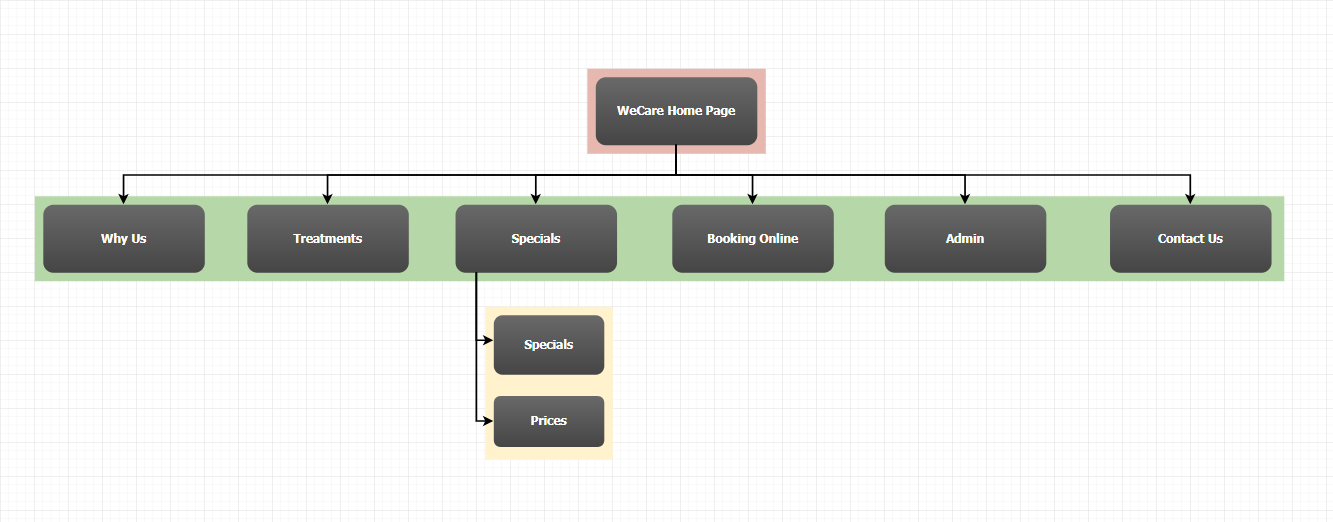 WeCare Home Page
Why Us
Treatments
Specials
Booking Online
Admin
Contact Us
Specials
Prices